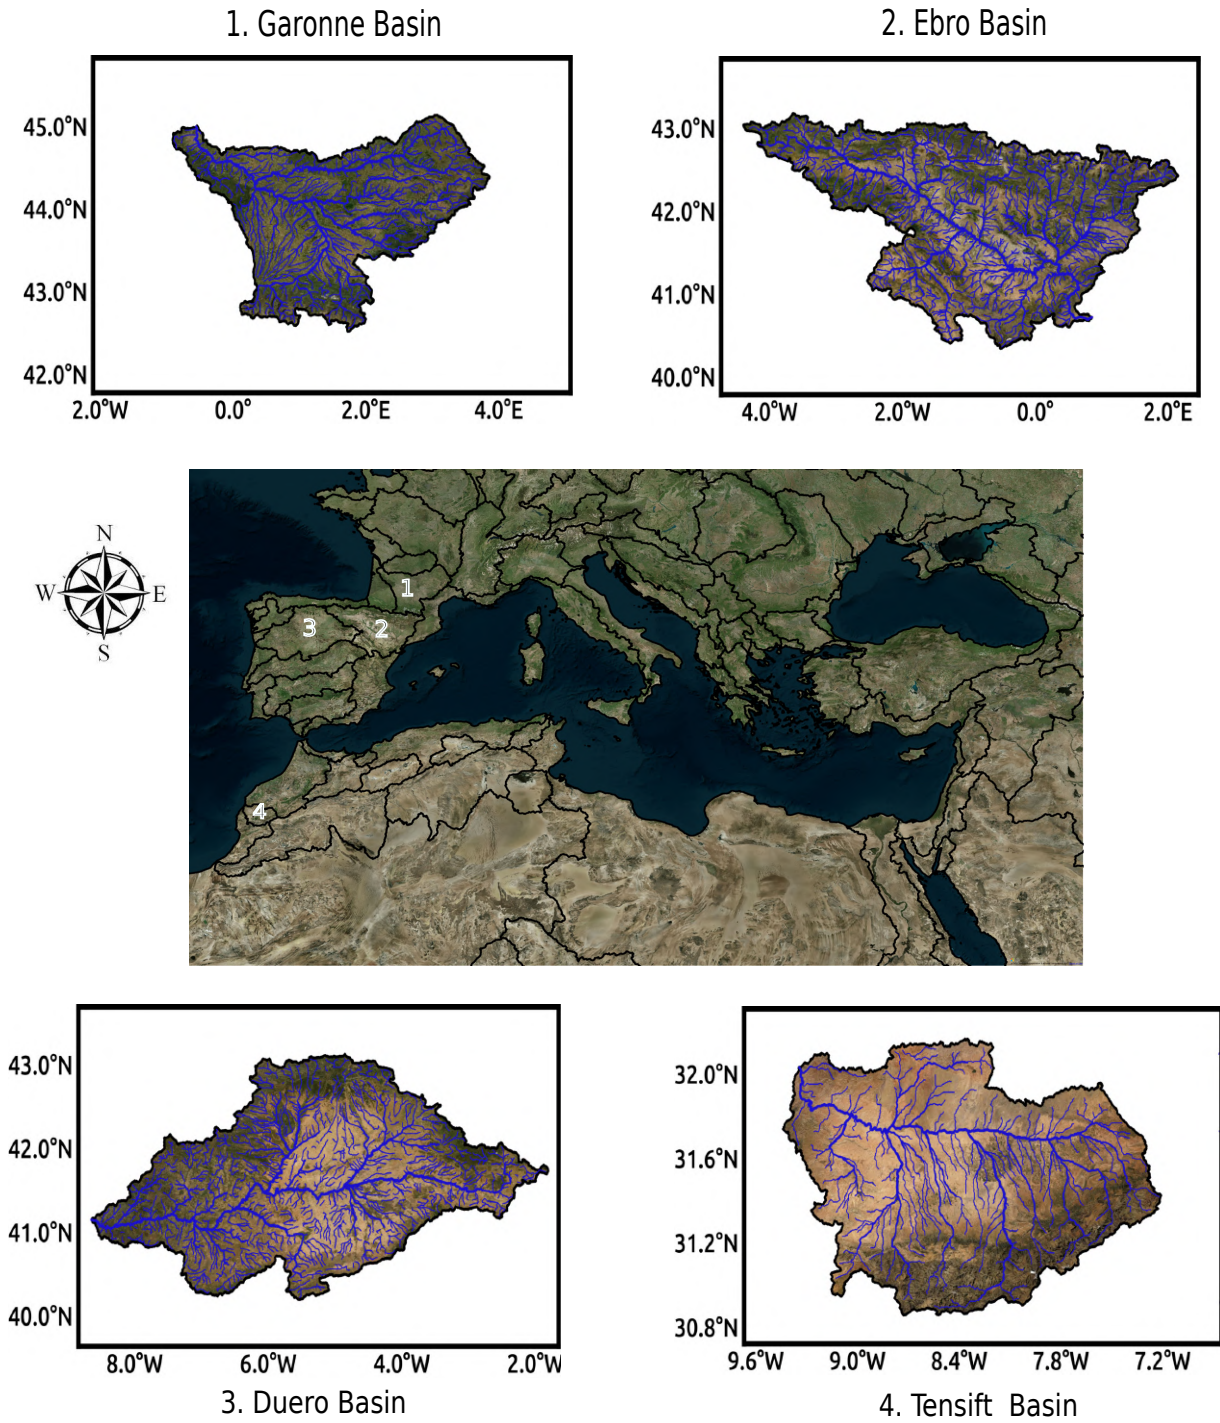 1. Garonne Basin
2. Ebro Basin
45.0°N
44.0°N
43.0°N
42.0°N
2.0°W 0.0° 2.0°E 4.0°E
43.0°N
42.0°N
41.0°N
40.0°N
4.0°W 2.0°W 0.0° 2.0°E
N
W E
S
1
3 2
4
43.0°N
42.0°N
41.0°N
40.0°N
8.0°W 6.0°W 4.0°W 2.0°W
3. Duero Basin
32.0°N
31.6°N
31.2°N
30.8°N
9.6°W 9.0°W 8.4°W 7.8°W 7.2°W
4. Tensift Basin